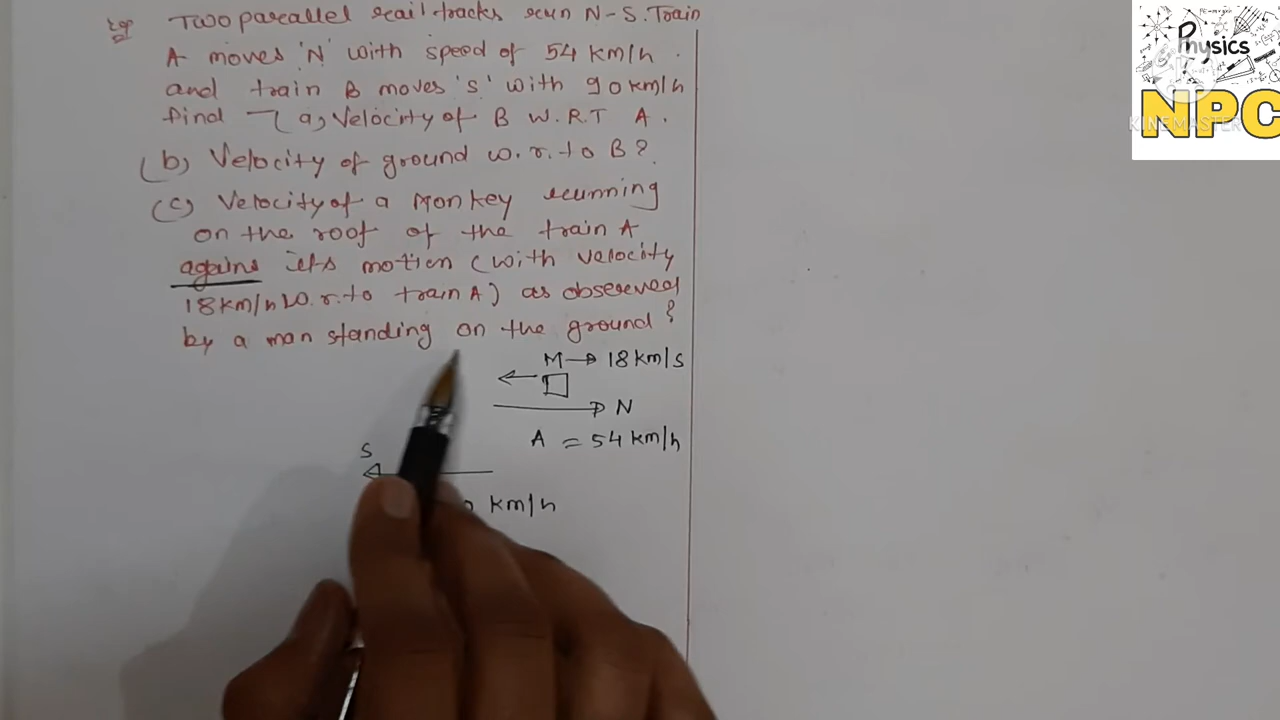 Eg Two parallel rail tracks run N-S. Train
A moves 'N' with speed of 54 km/h.
and train B moves 's' with 90 km/h
find (a) Velocity of B W.R.T A.
(b) Velocity of ground w.r.to B?
(c) Velocity of a Monkey running
on the roof of the train A
agains its motion (with velocity
18 km/h w.r.to train A) as observed
by a man standing on the ground?
M → 18 km/s
N
A = 54 km/h
S
km/h
Physics
NPC
KINEMASTER